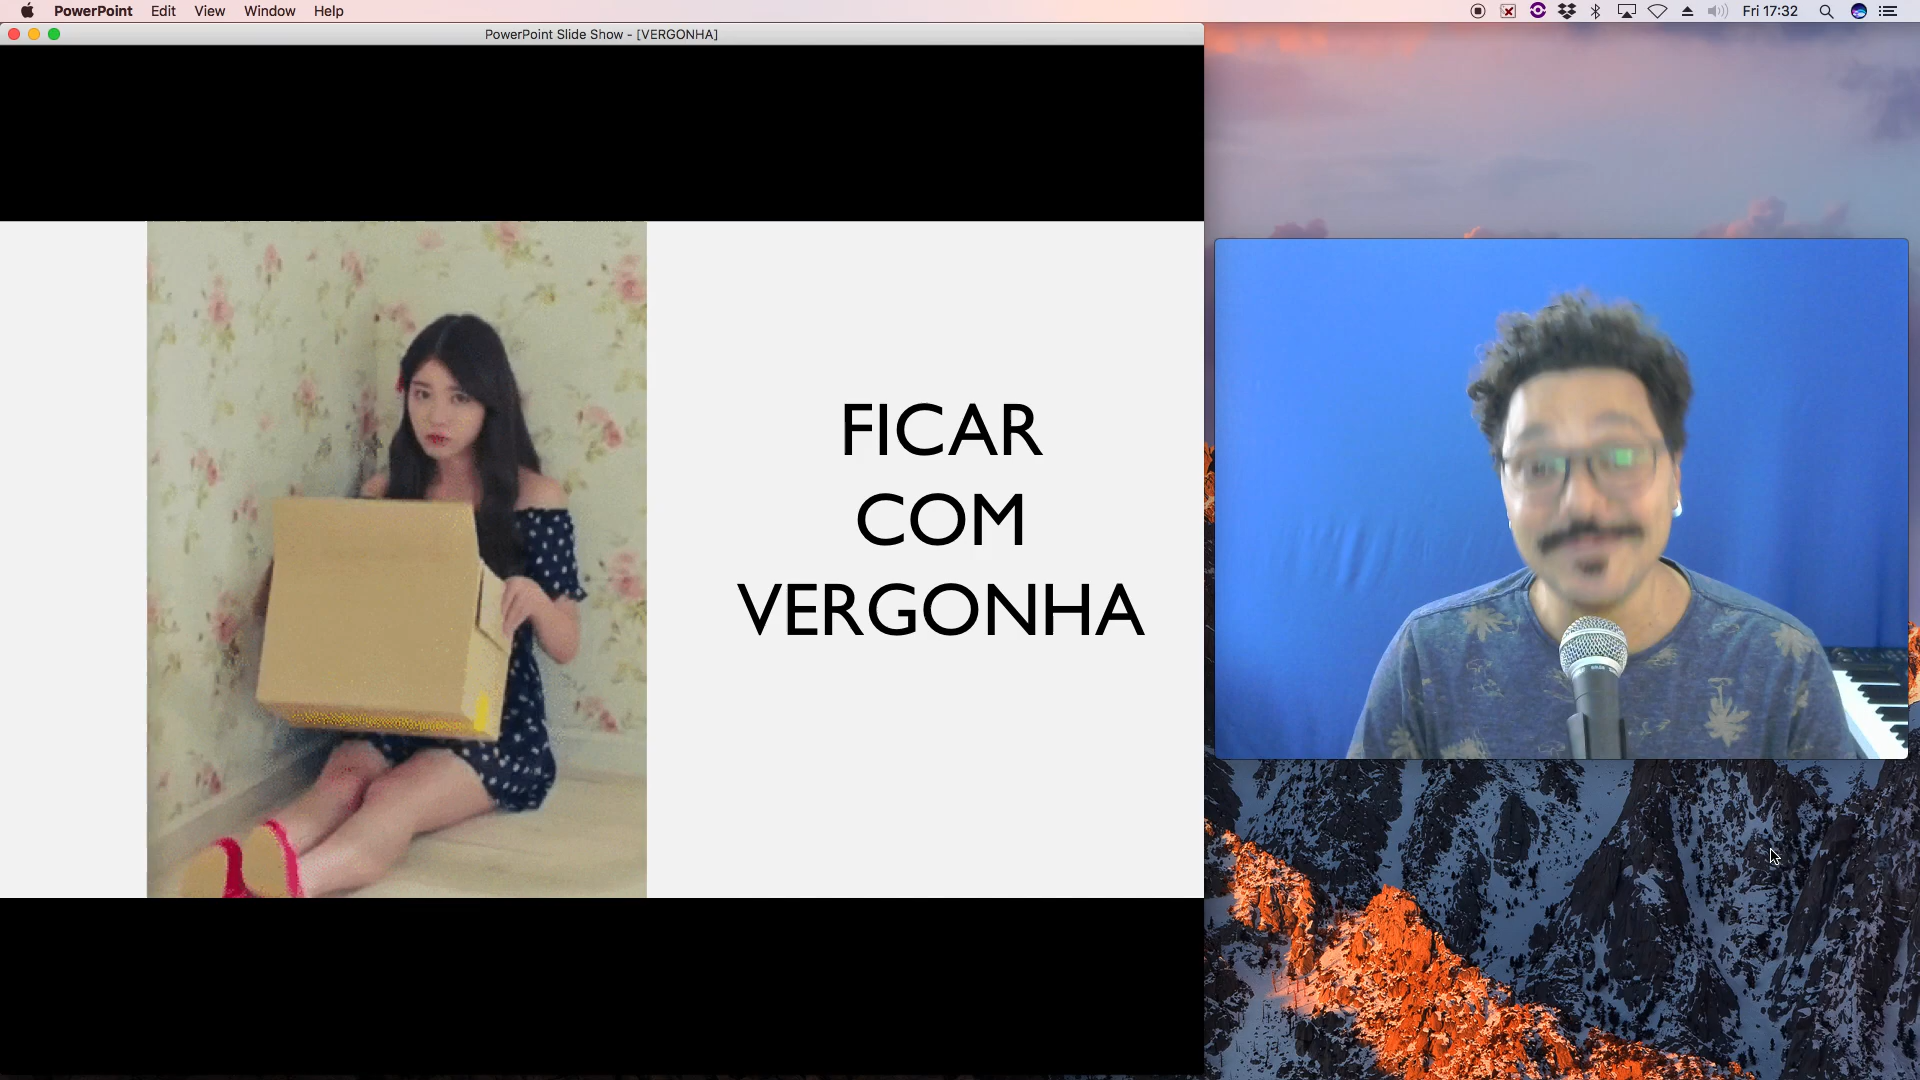 PowerPoint Edit View Window Help Fri 17:32
PowerPoint Slide Show - [VERGONHA]
FICAR
COM
VERGONHA